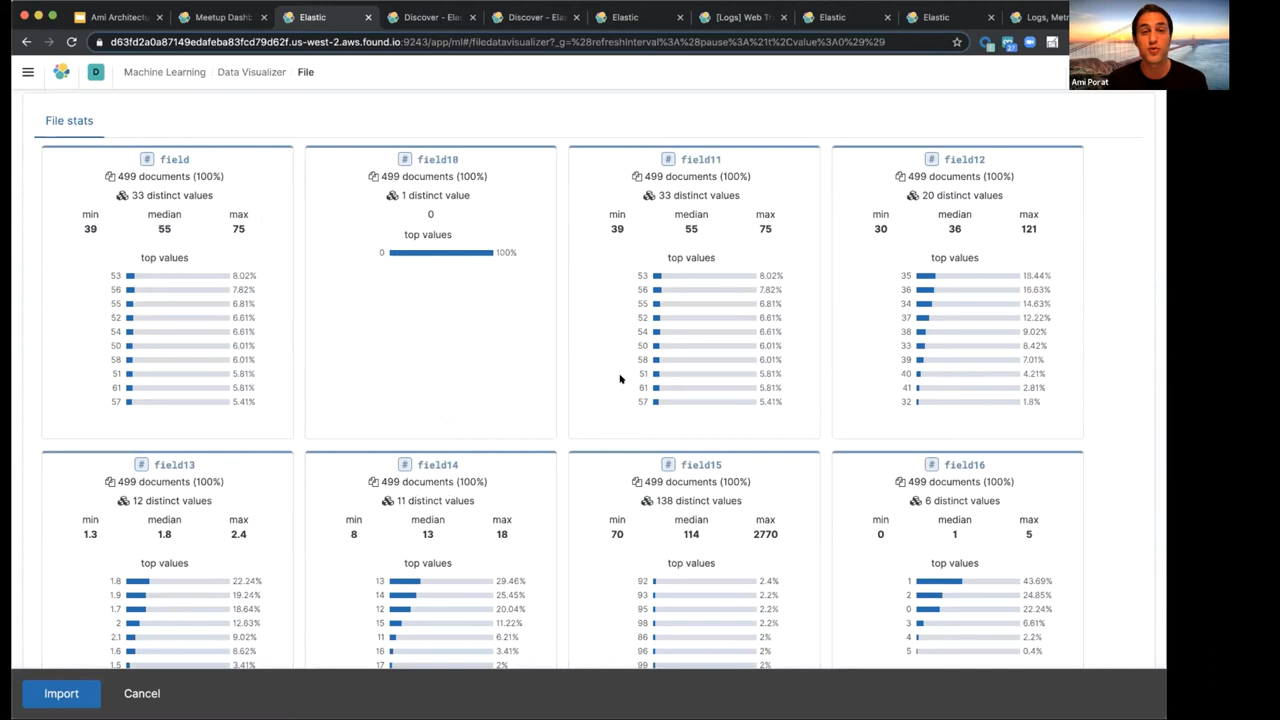 Ami Architectu
Meetup Dashb
Elastic
Discover - Elas
Discover - Elas
Elastic
[Logs] Web Tr
Elastic
Elastic
Logs, Metr
d63fd2a0a87149edafeba83fcd79d62f.us-west-2.aws.found.io:9243/app/ml#/filedatavisualizer?_g=%28refreshInterval%3A%28pause%3A%21t%2Cvalue%3A0%29%29
27
Ami Porat
D
Machine Learning
Data Visualizer
File
File stats
# field
499 documents (100%)
33 distinct values
min median max
39 55 75
top values
53 8.02%
56 7.82%
55 6.81%
52 6.61%
54 6.61%
50 6.01%
58 6.01%
51 5.81%
61 5.81%
57 5.41%
# field10
499 documents (100%)
1 distinct value
0
top values
0 100%
# field11
499 documents (100%)
33 distinct values
min median max
39 55 75
top values
53 8.02%
56 7.82%
55 6.81%
52 6.61%
54 6.61%
50 6.01%
58 6.01%
51 5.81%
61 5.81%
57 5.41%
# field12
499 documents (100%)
20 distinct values
min median max
30 36 121
top values
35 18.44%
36 16.63%
34 14.63%
37 12.22%
38 9.02%
33 8.42%
39 7.01%
40 4.21%
41 2.81%
32 1.8%
# field13
499 documents (100%)
12 distinct values
min median max
1.3 1.8 2.4
top values
1.8 22.24%
1.9 19.24%
1.7 18.64%
2 12.63%
2.1 9.02%
1.6 8.62%
1.5 3.41%
# field14
499 documents (100%)
11 distinct values
min median max
8 13 18
top values
13 29.46%
14 25.45%
12 20.04%
15 11.22%
11 6.21%
16 3.41%
17 2%
# field15
499 documents (100%)
138 distinct values
min median max
70 114 2770
top values
92 2.4%
93 2.2%
95 2.2%
98 2.2%
86 2%
96 2%
99 2%
# field16
499 documents (100%)
6 distinct values
min median max
0 1 5
top values
1 43.69%
2 24.85%
0 22.24%
3 6.61%
4 2.2%
5 0.4%
Import
Cancel